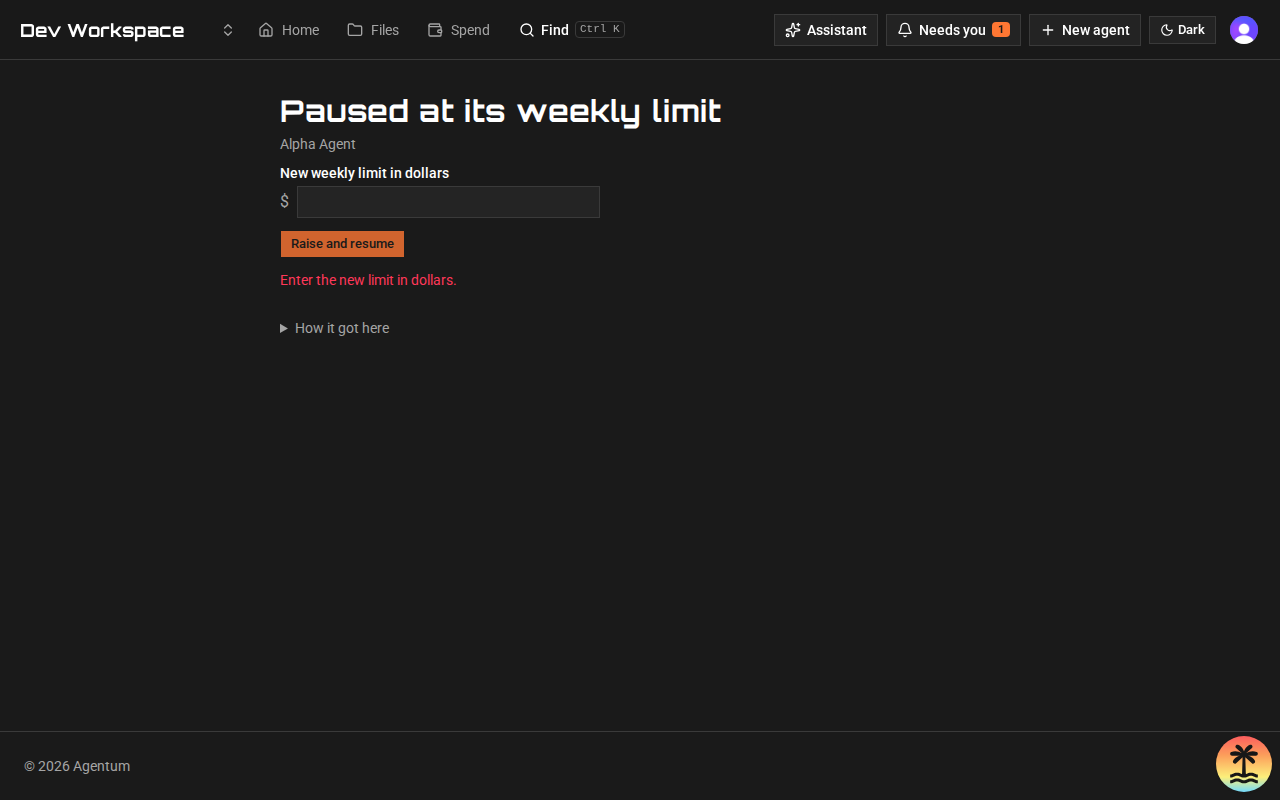 Dev Workspace
Home
Files
Spend
Find
Ctrl K
Assistant
Needs you
1
New agent
Dark
Paused at its weekly limit
Alpha Agent
New weekly limit in dollars
$
Raise and resume
Enter the new limit in dollars.
How it got here
© 2026 Agentum